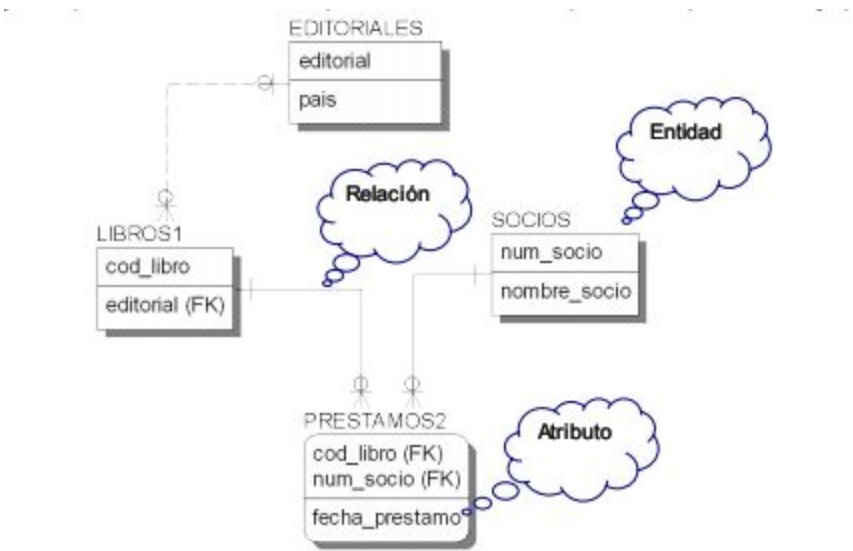 EDITORIALES
editorial
pais
Entidad
Relación
SOCIOS
num_socio
nombre_socio
LIBROS1
cod_libro
editorial (FK)
PRESTAMOS2
cod_libro (FK)
num_socio (FK)
fecha_prestamo
Atributo